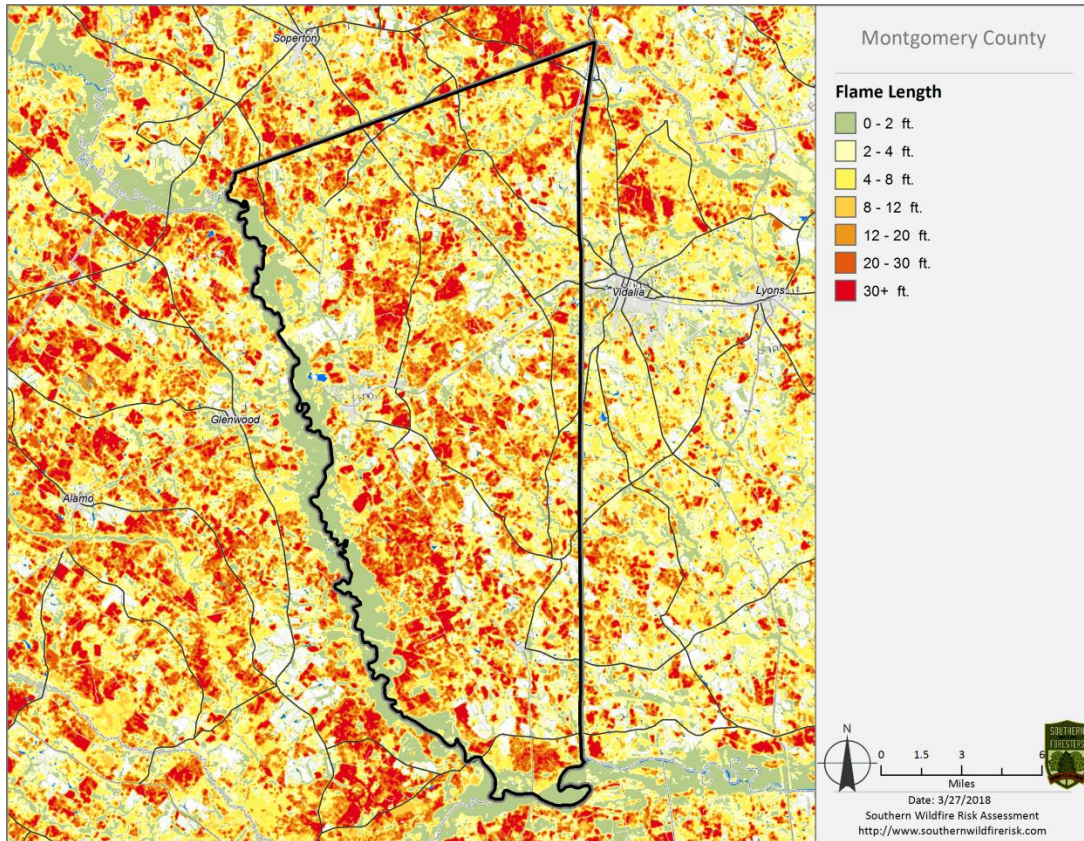 Soperton
Vidalia
Lyons
Glenwood
Alamo
Montgomery County
Flame Length
0 - 2 ft.
2 - 4 ft.
4 - 8 ft.
8 - 12 ft.
12 - 20 ft.
20 - 30 ft.
30+ ft.
N
0 1.5 3 6
Miles
SOUTHERN
FORESTERS
Date: 3/27/2018
Southern Wildfire Risk Assessment
http://www.southernwildfirerisk.com